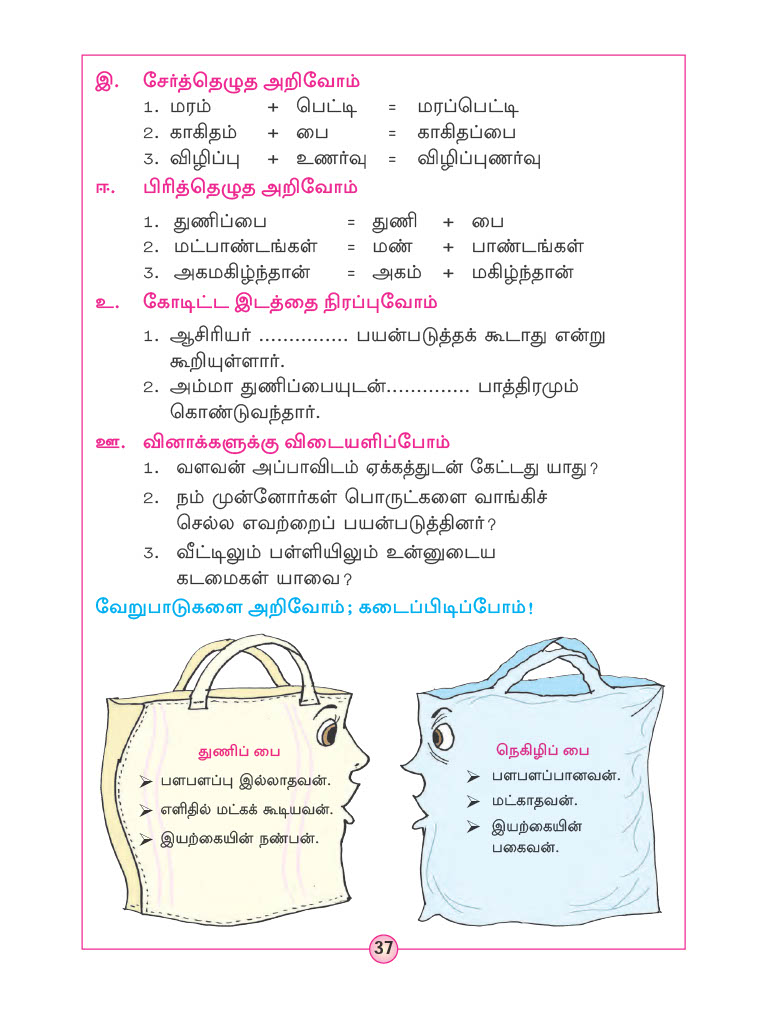 இ. சேர்த்தெழுத அறிவோம்
1. மரம் + பெட்டி = மரப்பெட்டி
2. காகிதம் + பை = காகிதப்பை
3. விழிப்பு + உணர்வு = விழிப்புணர்வு
ஈ. பிரித்தெழுத அறிவோம்
1. துணிப்பை = துணி + பை
2. மட்பாண்டங்கள் = மண் + பாண்டங்கள்
3. அகமகிழ்ந்தான் = அகம் + மகிழ்ந்தான்
உ. கோடிட்ட இடத்தை நிரப்புவோம்
1. ஆசிரியர் ............... பயன்படுத்தக் கூடாது என்று
கூறியுள்ளார்.
2. அம்மா துணிப்பையுடன்.............. பாத்திரமும்
கொண்டுவந்தார்.
ஊ. வினாக்களுக்கு விடையளிப்போம்
1. வளவன் அப்பாவிடம் ஏக்கத்துடன் கேட்டது யாது?
2. நம் முன்னோர்கள் பொருட்களை வாங்கிச்
செல்ல எவற்றைப் பயன்படுத்தினர்?
3. வீட்டிலும் பள்ளியிலும் உன்னுடைய
கடமைகள் யாவை?
வேறுபாடுகளை அறிவோம்; கடைப்பிடிப்போம்!
துணிப் பை
➢ பளபளப்பு இல்லாதவன்.
➢ எளிதில் மட்கக் கூடியவன்.
➢ இயற்கையின் நண்பன்.
நெகிழிப் பை
➢ பளபளப்பானவன்.
➢ மட்காதவன்.
➢ இயற்கையின்
பகைவன்.
37